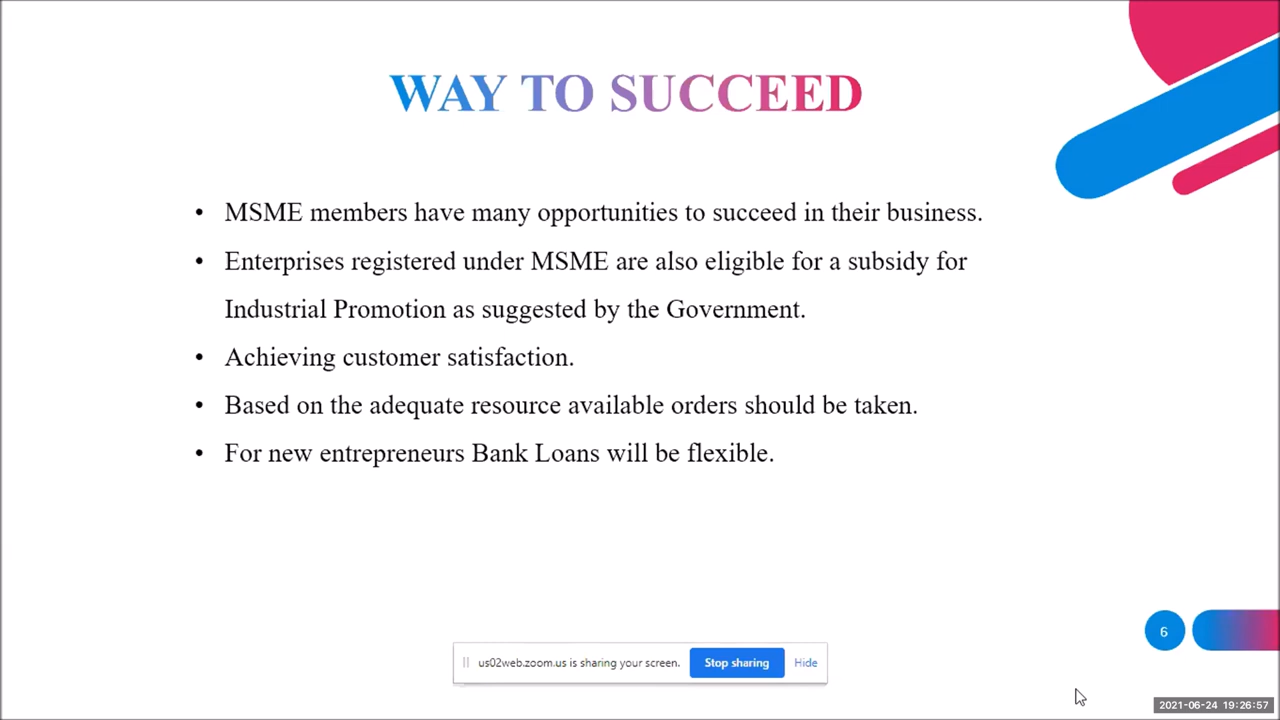 WAY TO SUCCEED
• MSME members have many opportunities to succeed in their business.
• Enterprises registered under MSME are also eligible for a subsidy for
Industrial Promotion as suggested by the Government.
• Achieving customer satisfaction.
• Based on the adequate resource available orders should be taken.
• For new entrepreneurs Bank Loans will be flexible.
6
us02web.zoom.us is sharing your screen. Stop sharing Hide
2021-06-24 19:26:57